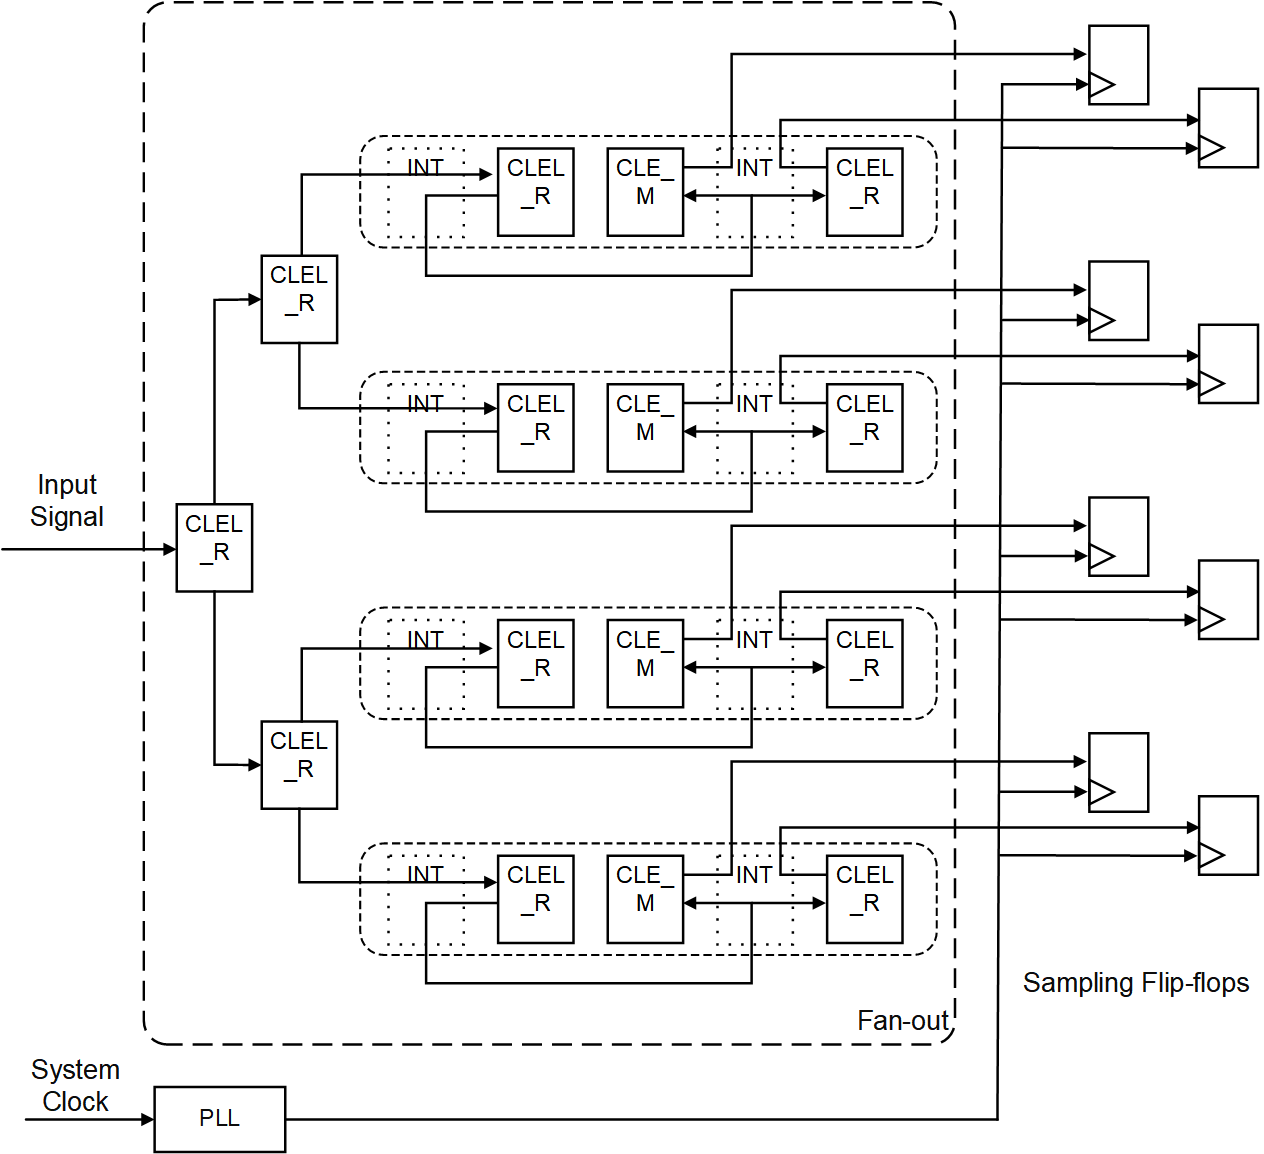 INT
CLEL
_R
CLE_
M
INT
CLEL
_R
CLEL
_R
INT
CLEL
_R
CLE_
M
INT
CLEL
_R
Input
Signal
CLEL
_R
INT
CLEL
_R
CLE_
M
INT
CLEL
_R
CLEL
_R
INT
CLEL
_R
CLE_
M
INT
CLEL
_R
Sampling Flip-flops
Fan-out
System
Clock
PLL